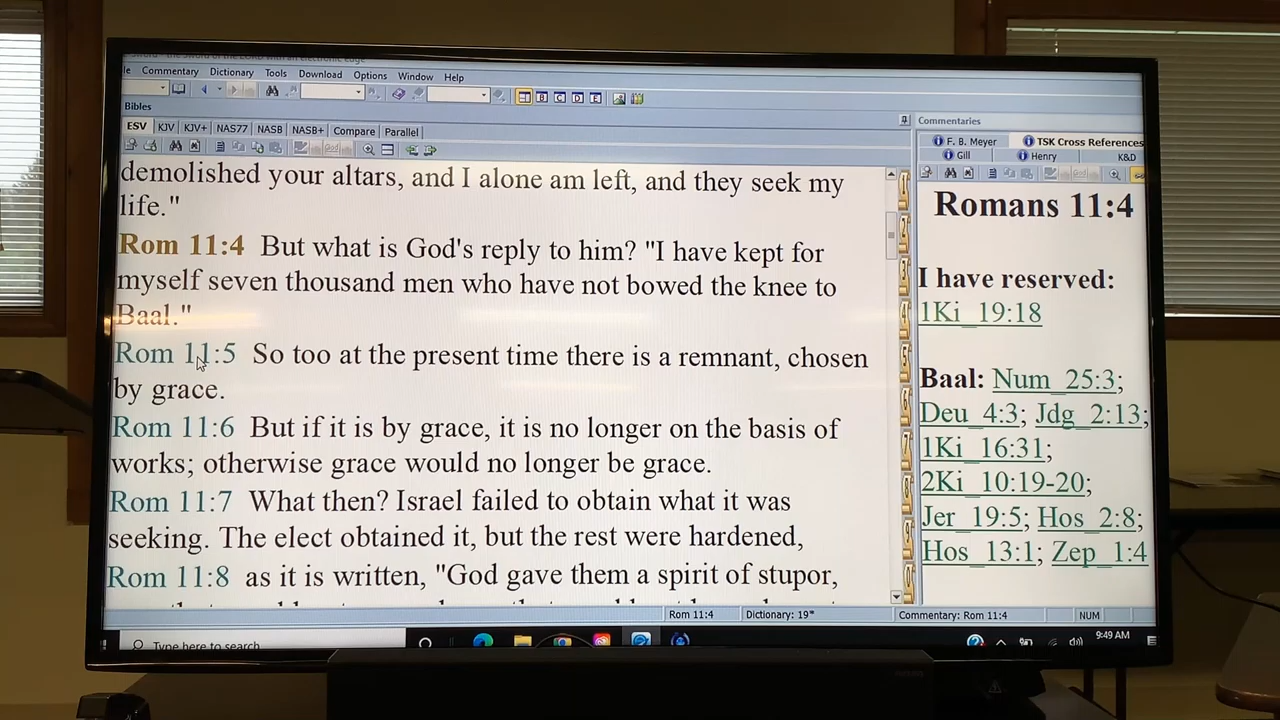 le Commentary Dictionary Tools Download Options Window Help
Bibles
ESV KJV KJV+ NAS77 NASB NASB+ Compare Parallel
demolished your altars, and I alone am left, and they seek my
life."
Rom 11:4 But what is God's reply to him? "I have kept for
myself seven thousand men who have not bowed the knee to
Baal."
Rom 11:5 So too at the present time there is a remnant, chosen
by grace.
Rom 11:6 But if it is by grace, it is no longer on the basis of
works; otherwise grace would no longer be grace.
Rom 11:7 What then? Israel failed to obtain what it was
seeking. The elect obtained it, but the rest were hardened,
Rom 11:8 as it is written, "God gave them a spirit of stupor,
Commentaries
F. B. Meyer TSK Cross References
Gill Henry K&D
Romans 11:4
I have reserved:
1Ki_19:18
Baal: Num_25:3;
Deu_4:3; Jdg_2:13;
1Ki_16:31;
2Ki_10:19-20;
Jer_19:5; Hos_2:8;
Hos_13:1; Zep_1:4
Rom 11:4 Dictionary: 19* Commentary: Rom 11:4 NUM
Type here to search
9:49 AM